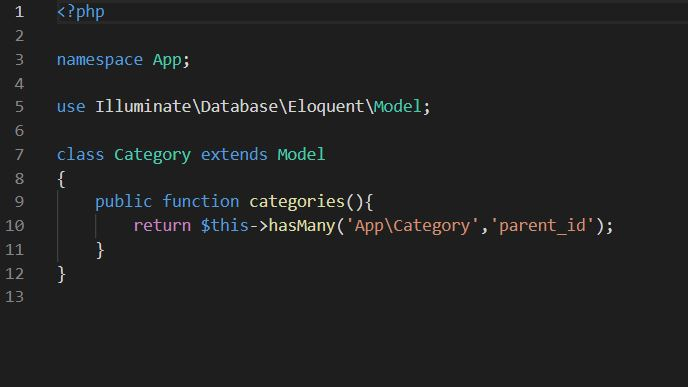 1 <?php
2
3 namespace App;
4
5 use Illuminate\Database\Eloquent\Model;
6
7 class Category extends Model
8 {
9     public function categories(){
10         return $this->hasMany('App\Category','parent_id');
11     }
12 }
13